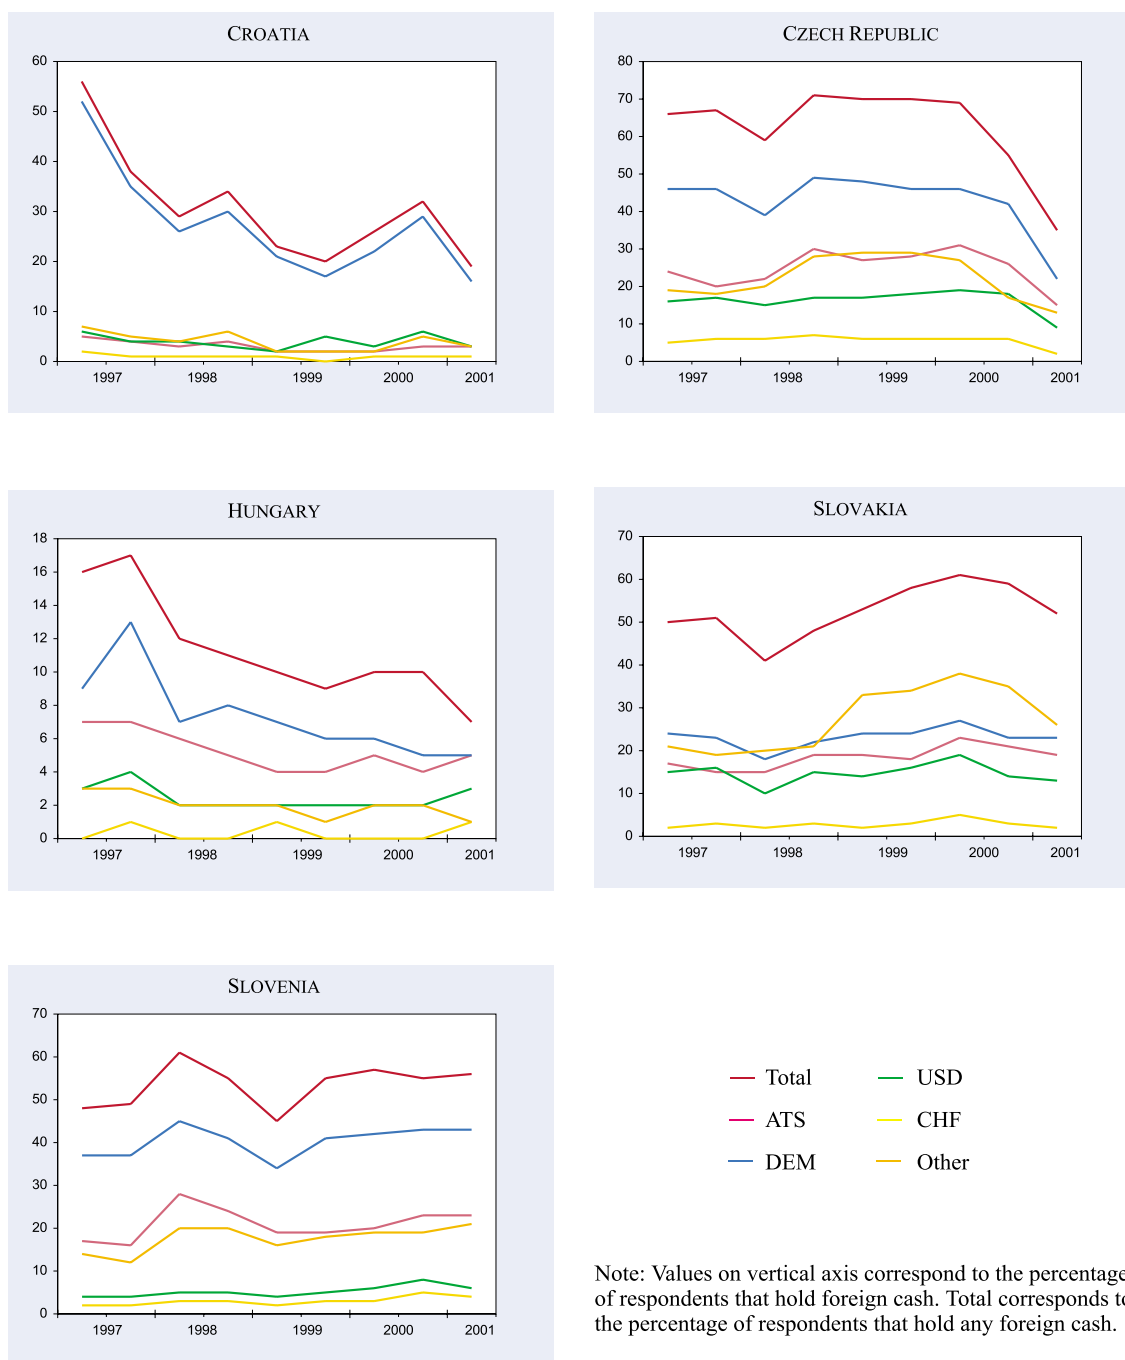 CROATIA
60
50
40
30
20
10
0
1997 1998 1999 2000 2001
CZECH REPUBLIC
80
70
60
50
40
30
20
10
0
1997 1998 1999 2000 2001
HUNGARY
18
16
14
12
10
8
6
4
2
0
1997 1998 1999 2000 2001
SLOVAKIA
70
60
50
40
30
20
10
0
1997 1998 1999 2000 2001
SLOVENIA
70
60
50
40
30
20
10
0
1997 1998 1999 2000 2001
Total USD
ATS CHF
DEM Other
Note: Values on vertical axis correspond to the percentage
of respondents that hold foreign cash. Total corresponds to
the percentage of respondents that hold any foreign cash.